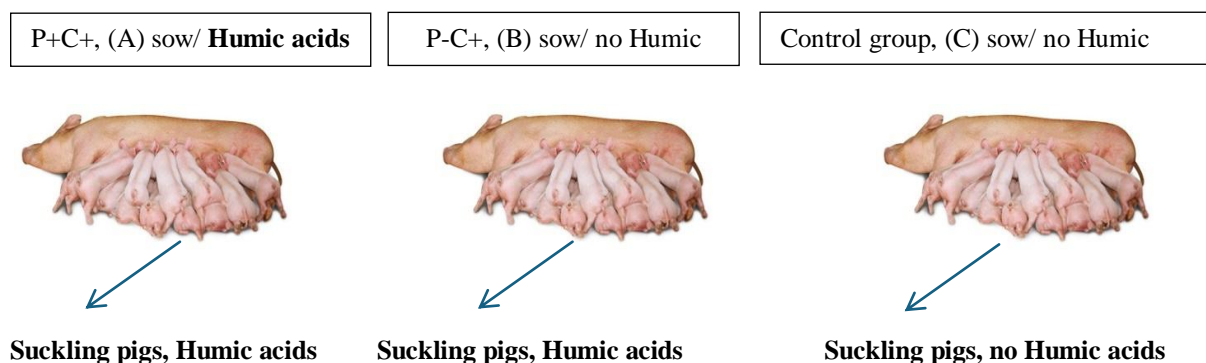 P+C+, (A) sow/ Humic acids
P-C+, (B) sow/ no Humic
Control group, (C) sow/ no Humic
Suckling pigs, Humic acids
Suckling pigs, Humic acids
Suckling pigs, no Humic acids